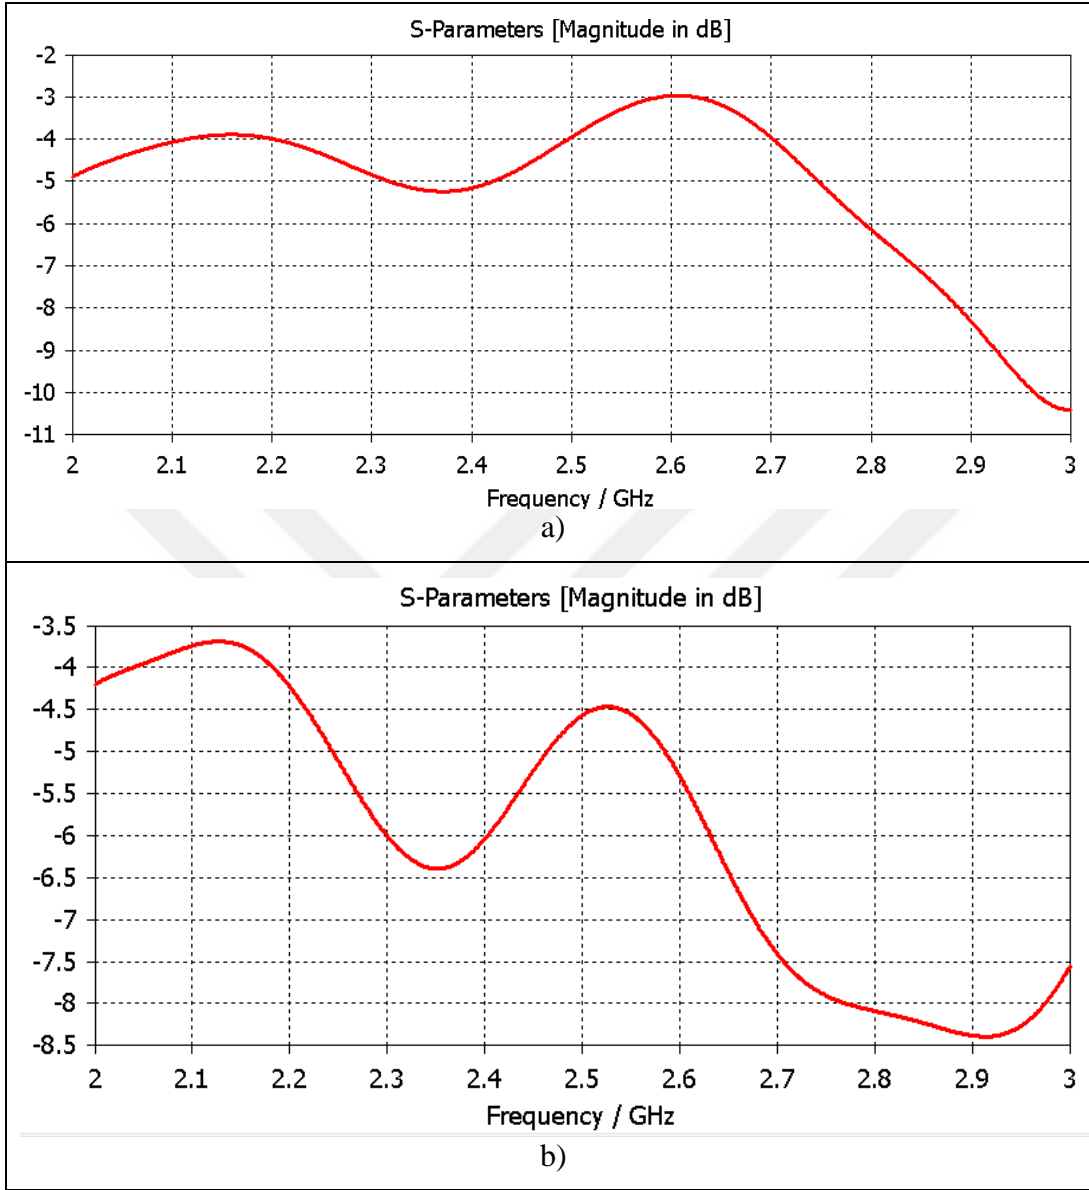 S-Parameters [Magnitude in dB]
-2
-3
-4
-5
-6
-7
-8
-9
-10
-11
2 2.1 2.2 2.3 2.4 2.5 2.6 2.7 2.8 2.9 3
Frequency / GHz
a)
S-Parameters [Magnitude in dB]
-3.5
-4
-4.5
-5
-5.5
-6
-6.5
-7
-7.5
-8
-8.5
2 2.1 2.2 2.3 2.4 2.5 2.6 2.7 2.8 2.9 3
Frequency / GHz
b)